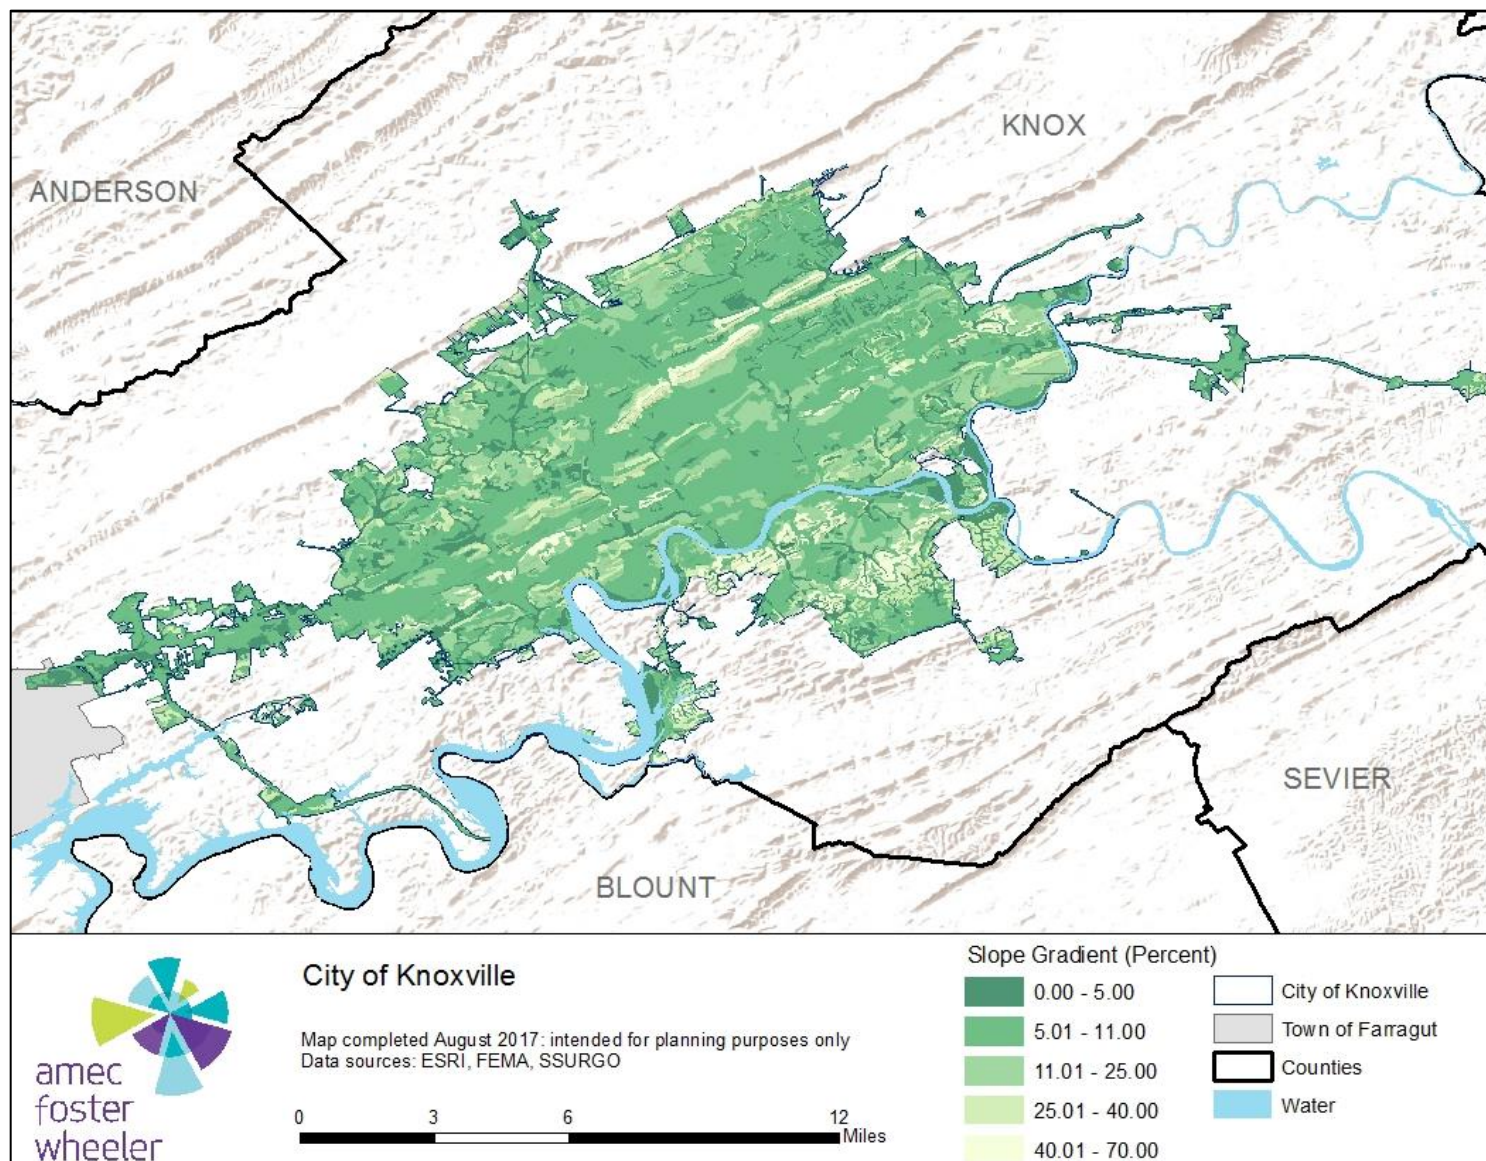 KNOX
ANDERSON
SEVIER
BLOUNT
amec
foster
wheeler
City of Knoxville
Map completed August 2017: intended for planning purposes only
Data sources: ESRI, FEMA, SSURGO
0 3 6 12
Miles
Slope Gradient (Percent)
0.00 - 5.00
5.01 - 11.00
11.01 - 25.00
25.01 - 40.00
40.01 - 70.00
City of Knoxville
Town of Farragut
Counties
Water